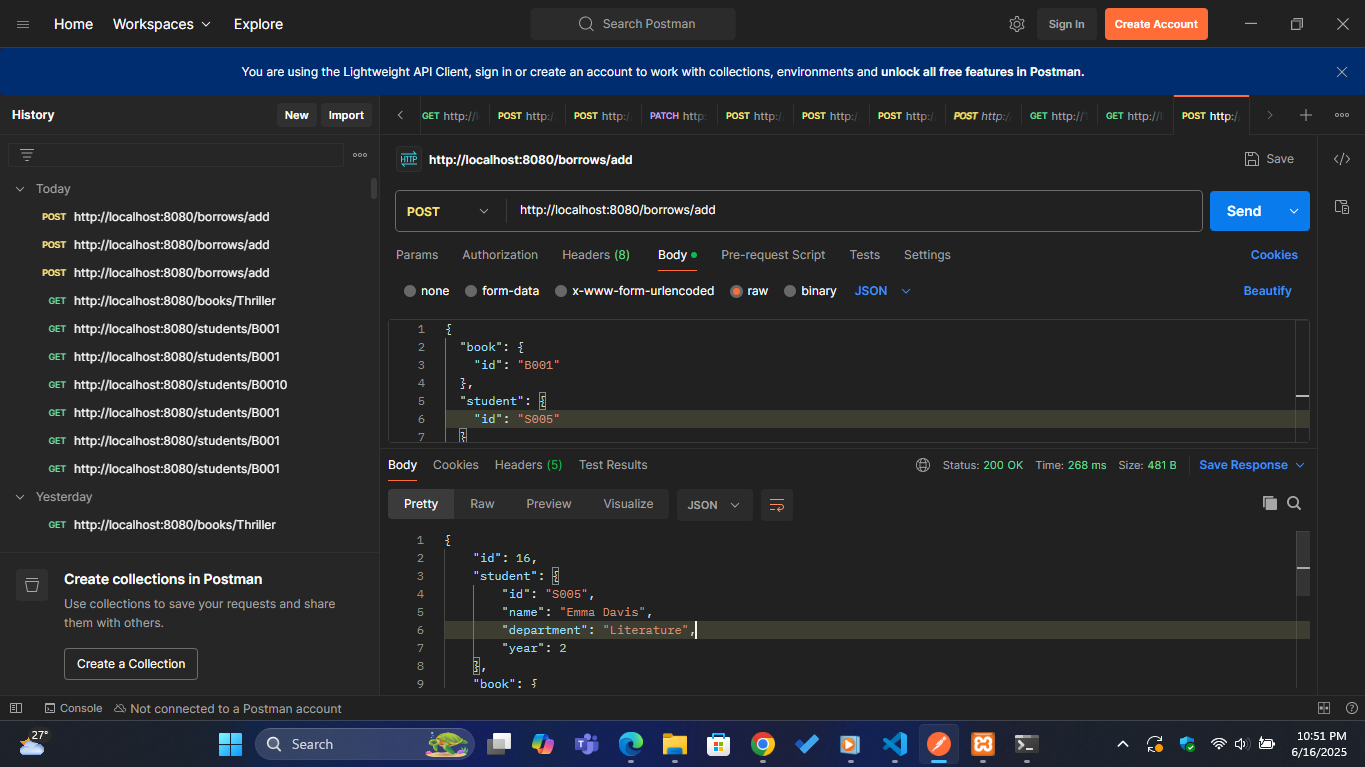 Home Workspaces Explore Search Postman Sign In Create Account
You are using the Lightweight API Client, sign in or create an account to work with collections, environments and unlock all free features in Postman.
History New Import
GET http://l POST http:/ POST http:/ PATCH http: POST http:/ POST http:/ POST http:/ POST http:/ GET http:// GET http://l POST http:/
HTTP http://localhost:8080/borrows/add Save
Today
POST http://localhost:8080/borrows/add
POST http://localhost:8080/borrows/add
POST http://localhost:8080/borrows/add
GET http://localhost:8080/books/Thriller
GET http://localhost:8080/students/B001
GET http://localhost:8080/students/B001
GET http://localhost:8080/students/B0010
GET http://localhost:8080/students/B001
GET http://localhost:8080/students/B001
GET http://localhost:8080/students/B001
Yesterday
GET http://localhost:8080/books/Thriller
Create collections in Postman
Use collections to save your requests and share
them with others.
Create a Collection
POST http://localhost:8080/borrows/add Send
Params Authorization Headers (8) Body Pre-request Script Tests Settings Cookies
none form-data x-www-form-urlencoded raw binary JSON Beautify
1 {
2 "book": {
3 "id": "B001"
4 },
5 "student": {
6 "id": "S005"
7 }
Body Cookies Headers (5) Test Results Status: 200 OK Time: 268 ms Size: 481 B Save Response
Pretty Raw Preview Visualize JSON
1 {
2 "id": 16,
3 "student": {
4 "id": "S005",
5 "name": "Emma Davis",
6 "department": "Literature",
7 "year": 2
8 },
9 "book": {
Console Not connected to a Postman account
27° Search 10:51 PM
6/16/2025